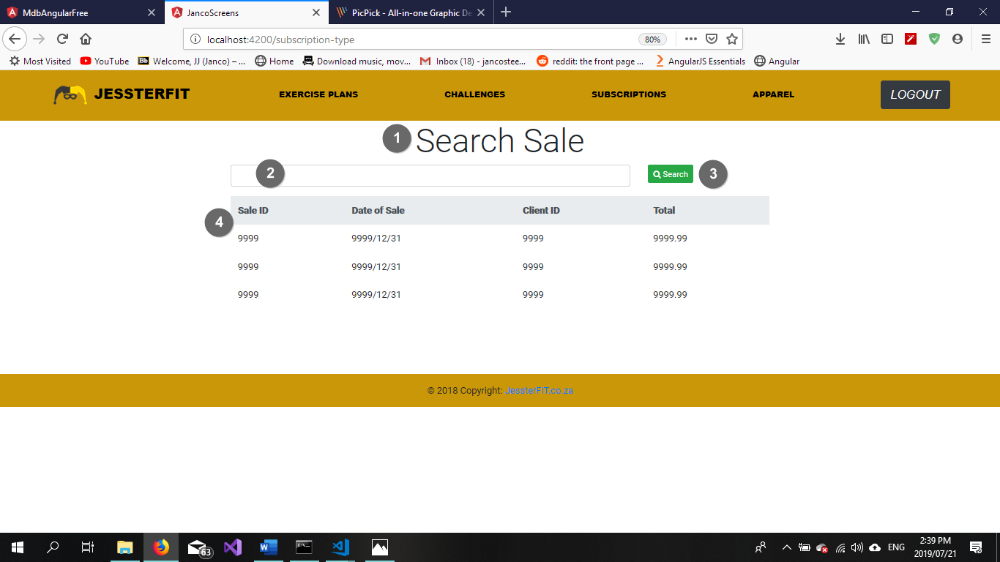 MdbAngularFree
JancoScreens
PicPick - All-in-one Graphic De
localhost:4200/subscription-type
80%
Most Visited
YouTube
Bb Welcome, JJ (Janco) – ...
Home
Download music, mov...
Inbox (18) - jancostee...
reddit: the front page ...
AngularJS Essentials
Angular
JESSTERFIT
EXERCISE PLANS
CHALLENGES
SUBSCRIPTIONS
APPAREL
LOGOUT
1 Search Sale
2
Search
3
4
Sale ID Date of Sale Client ID Total
9999 9999/12/31 9999 9999.99
9999 9999/12/31 9999 9999.99
9999 9999/12/31 9999 9999.99
© 2018 Copyright: JessterFIT.co.za
63
ENG
2:39 PM
2019/07/21